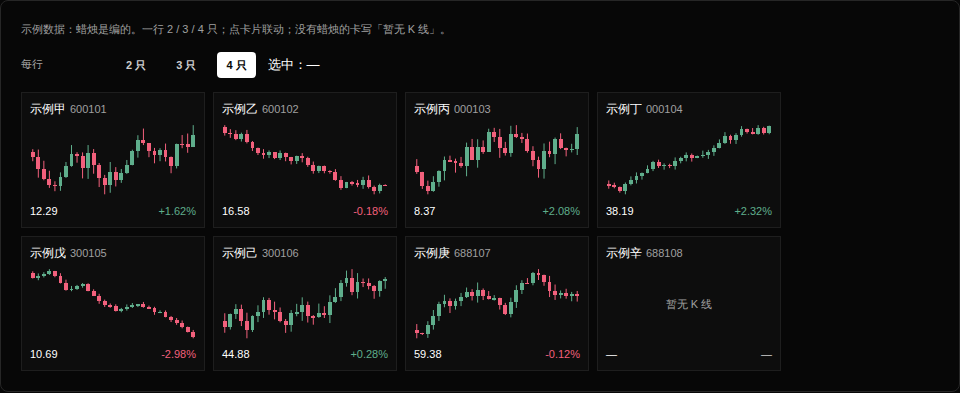 示例数据：蜡烛是编的。一行 2 / 3 / 4 只；点卡片联动；没有蜡烛的卡写「暂无 K 线」。
每行 2 只 3 只 4 只 选中：—
示例甲 600101 示例乙 600102 示例丙 000103 示例丁 000104
12.29 +1.62% 16.58 -0.18% 8.37 +2.08% 38.19 +2.32%
示例戊 300105 示例己 300106 示例庚 688107 示例辛 688108
暂无 K 线
10.69 -2.98% 44.88 +0.28% 59.38 -0.12% — —